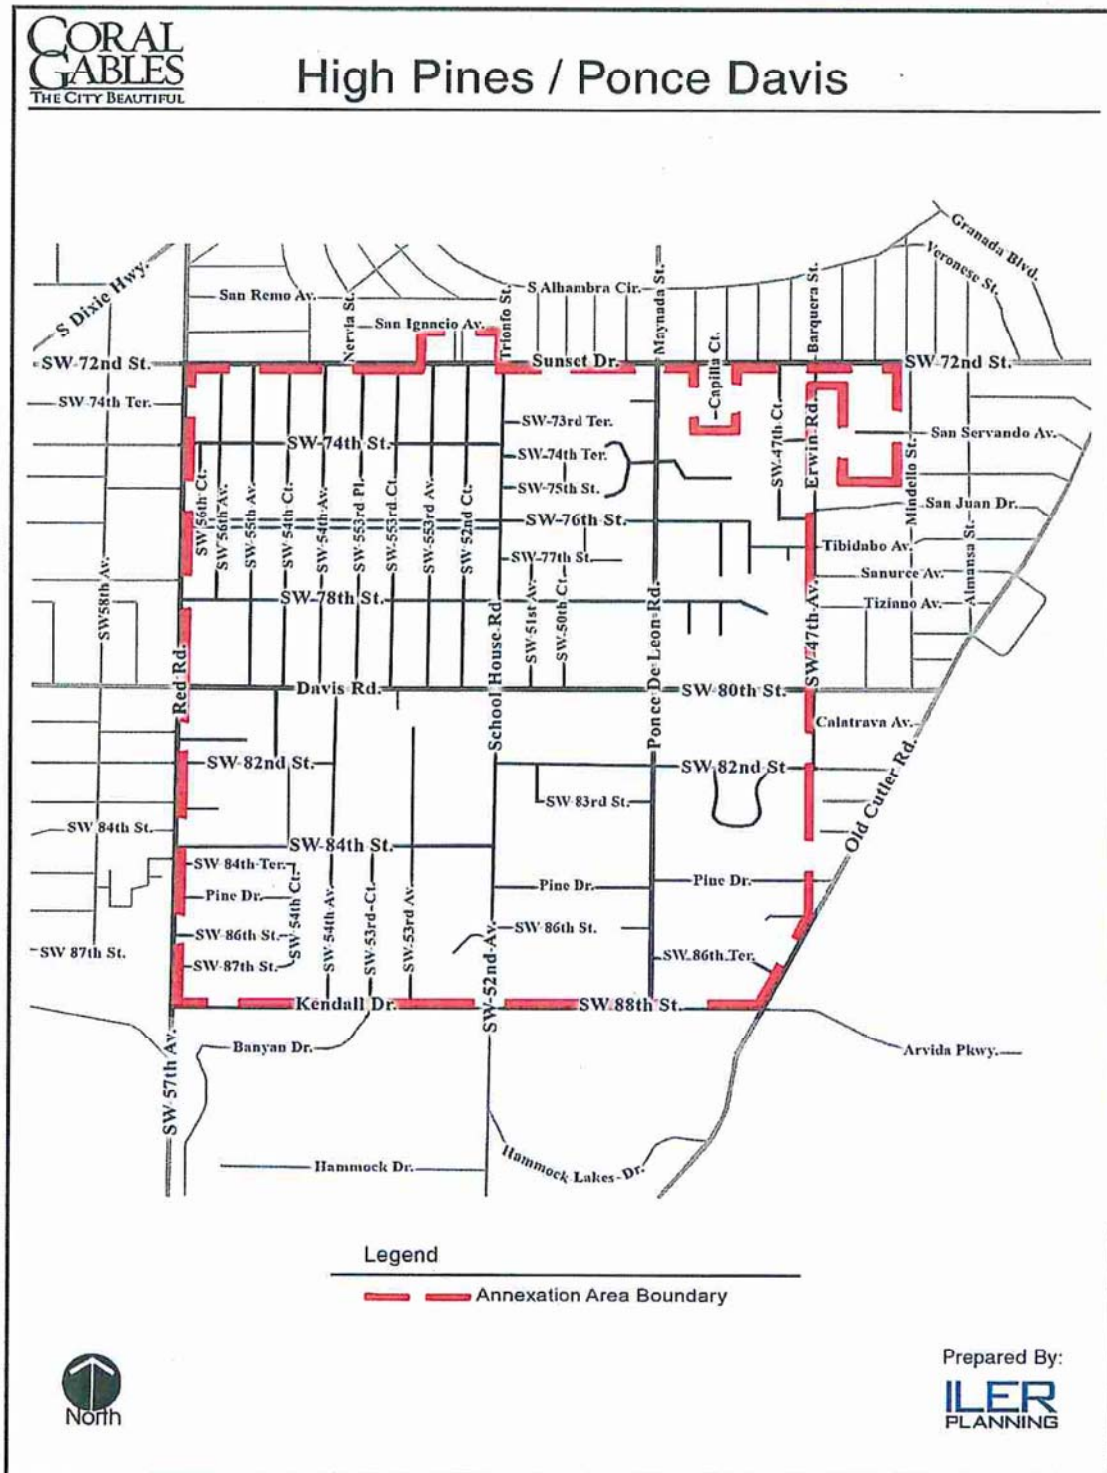 CORAL
GABLES
THE CITY BEAUTIFUL
High Pines / Ponce Davis
Granada Blvd.
Veronese St.
S Dixie Hwy.
San Remo Av.
Nervia St.
San Ignacio Av.
Trionfo St.
S Alhambra Cir.
Maynada St.
Barquera St.
SW 72nd St.
Sunset Dr.
Capilla Ct.
SW 72nd St.
SW 74th Ter.
SW 73rd Ter.
SW 47th Ct.
Erwin Rd.
San Servando Av.
SW 74th St.
SW 74th Ter.
SW 75th St.
Mindello St.
San Juan Dr.
SW 56th Ct.
SW 56th Av.
SW 55th Av.
SW 54th Ct.
SW 54th Av.
SW 553rd Pl.
SW 553rd Ct.
SW 553rd Av.
SW 52nd Ct.
SW 76th St.
Tibidabo Av.
Almansa St.
SW58th Av.
SW 77th St.
Sanurce Av.
SW 78th St.
SW 51st Av.
SW 50th Ct.
Tiziano Av.
SW 47th Av.
Red Rd.
Davis Rd.
School House Rd.
Ponce De Leon Rd.
SW 80th St.
Calatrava Av.
SW 82nd St.
SW 82nd St
Old Cutler Rd.
SW 83rd St.
SW 84th St.
SW 84th St.
SW 84th Ter.
Pine Dr.
SW 54th Ct.
SW 54th Av.
SW 53rd Ct.
SW 53rd Av.
Pine Dr.
Pine Dr.
SW 86th St.
SW 86th St.
SW 87th St.
SW 87th St.
SW 86th Ter.
SW 52nd Av.
Kendall Dr.
SW 88th St.
SW 57th Av.
Banyan Dr.
Arvida Pkwy.
Hammock Dr.
Hammock Lakes Dr.
Legend
Annexation Area Boundary
North
Prepared By:
ILER
PLANNING